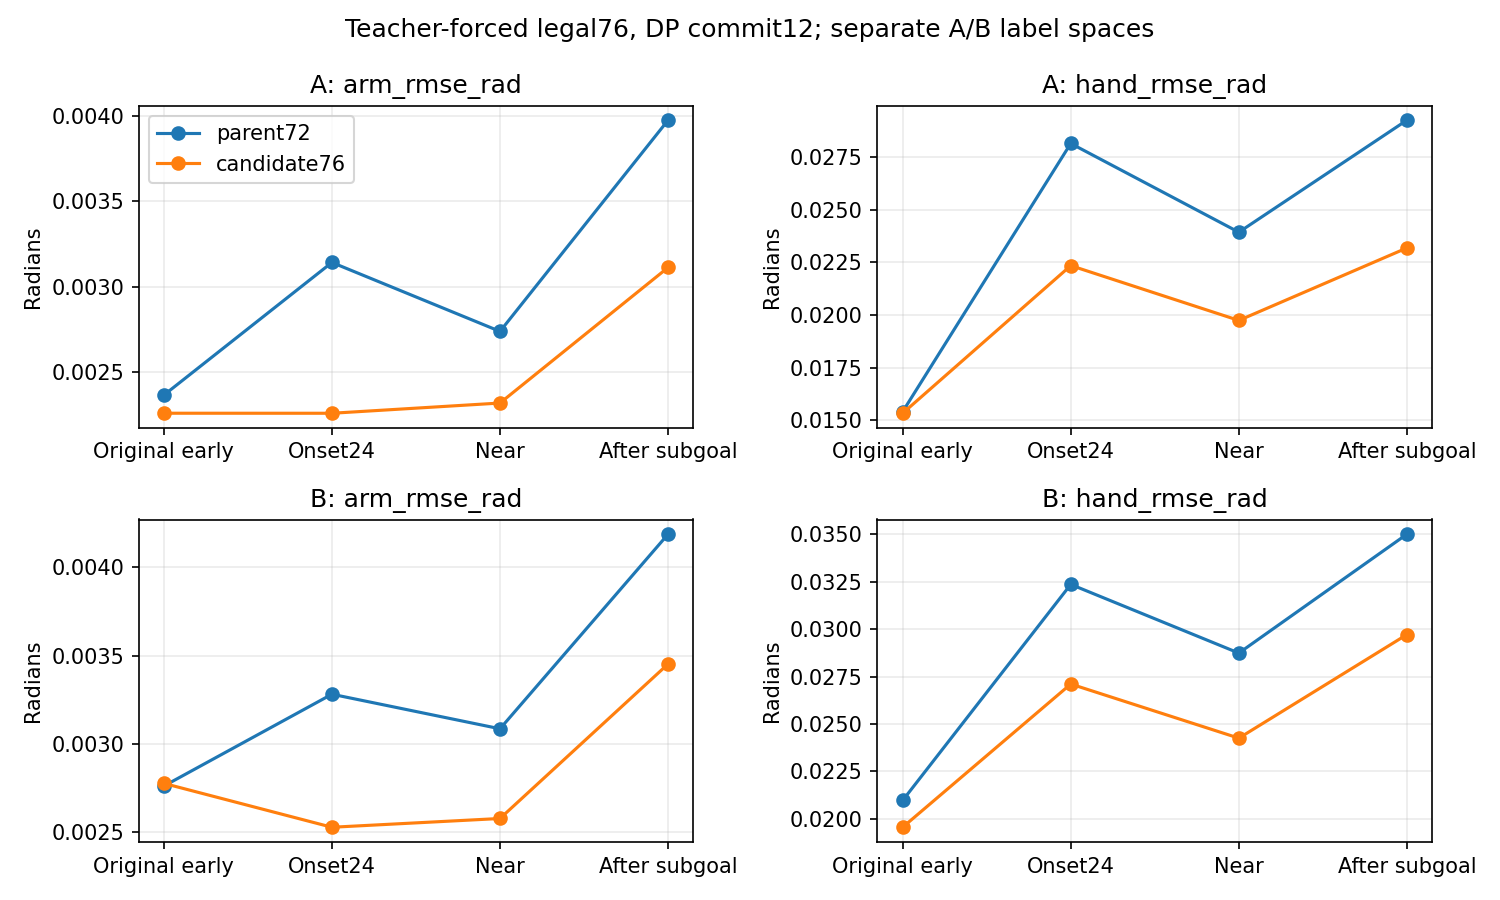 Teacher-forced legal76, DP commit12; separate A/B label spaces
A: arm_rmse_rad
0.0040
0.0035
0.0030
0.0025
Radians
parent72
candidate76
Original early
Onset24
Near
After subgoal
A: hand_rmse_rad
0.0275
0.0250
0.0225
0.0200
0.0175
0.0150
Radians
Original early
Onset24
Near
After subgoal
B: arm_rmse_rad
0.0040
0.0035
0.0030
0.0025
Radians
Original early
Onset24
Near
After subgoal
B: hand_rmse_rad
0.0350
0.0325
0.0300
0.0275
0.0250
0.0225
0.0200
Radians
Original early
Onset24
Near
After subgoal